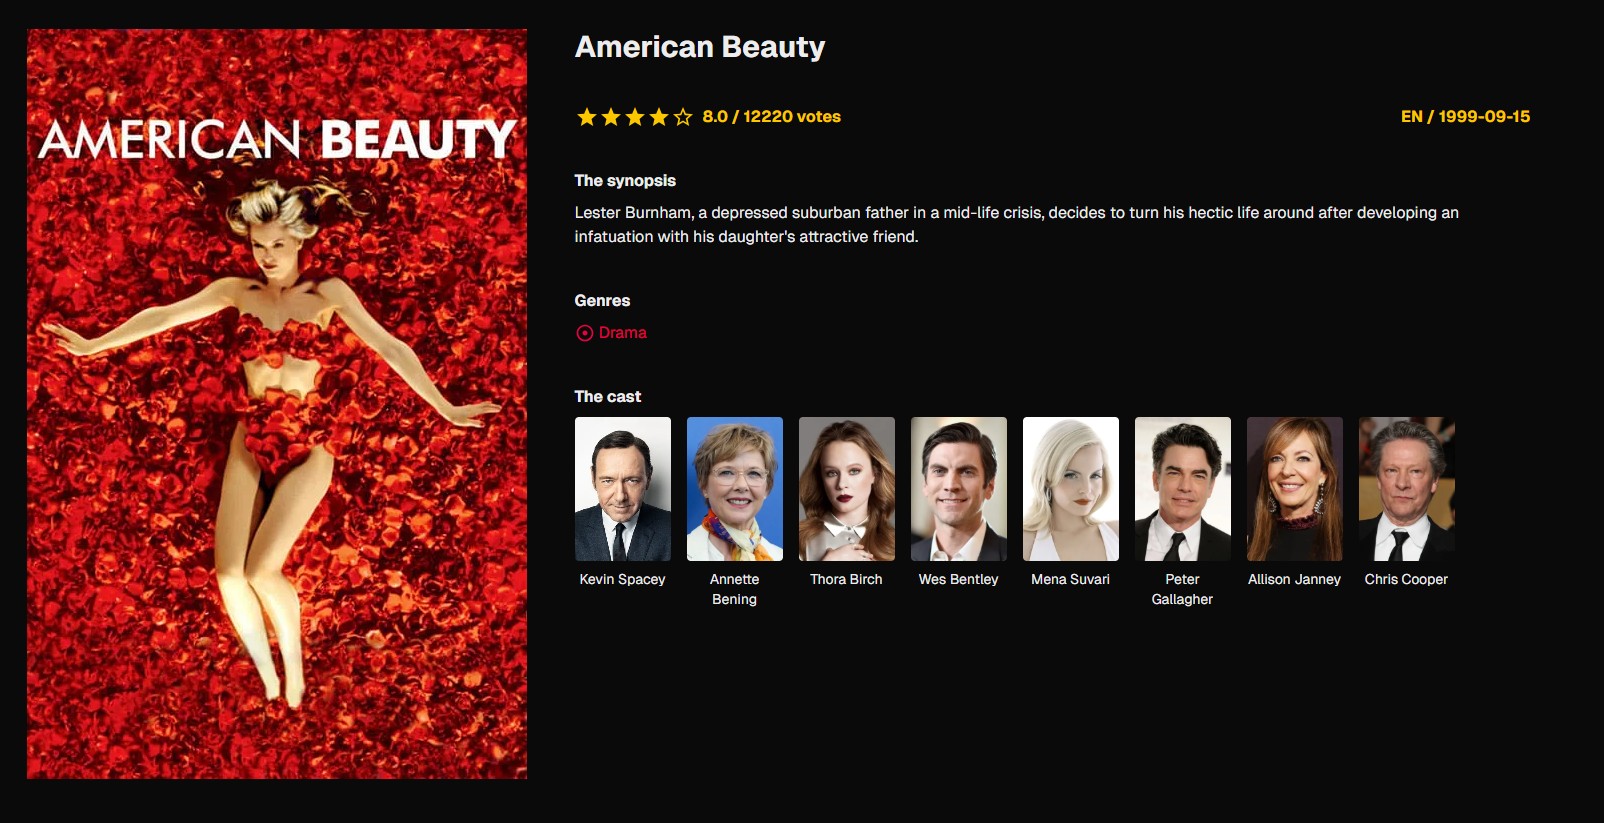 AMERICAN BEAUTY
American Beauty
8.0 / 12220 votes
EN / 1999-09-15
The synopsis
Lester Burnham, a depressed suburban father in a mid-life crisis, decides to turn his hectic life around after developing an
infatuation with his daughter's attractive friend.
Genres
Drama
The cast
Kevin Spacey
Annette
Bening
Thora Birch
Wes Bentley
Mena Suvari
Peter
Gallagher
Allison Janney
Chris Cooper